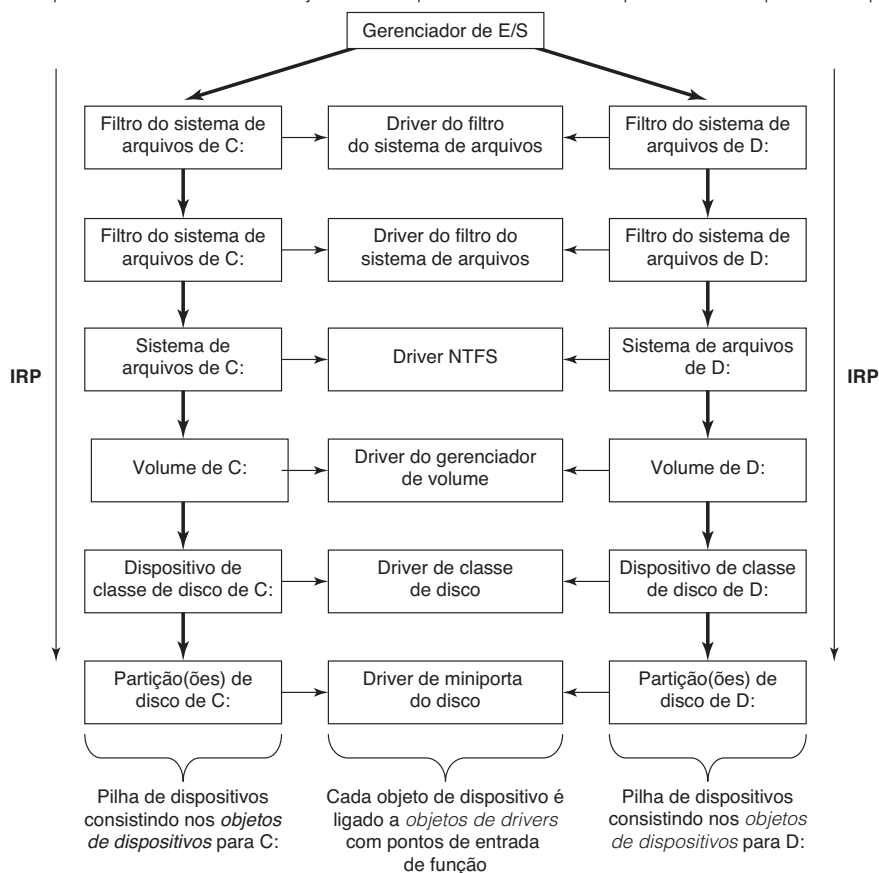 Gerenciador de E/S
Filtro do sistema de
arquivos de C:
Driver do filtro
do sistema de arquivos
Filtro do sistema de
arquivos de D:
Filtro do sistema de
arquivos de C:
Driver do filtro do
sistema de arquivos
Filtro do sistema de
arquivos de D:
Sistema de
arquivos de C:
Driver NTFS
Sistema de arquivos
de D:
IRP
IRP
Volume de C:
Driver do gerenciador
de volume
Volume de D:
Dispositivo de
classe de disco de C:
Driver de classe
de disco
Dispositivo de classe
de disco de D:
Partição(ões) de
disco de C:
Driver de miniporta
do disco
Partição(ões) de
disco de D:
Pilha de dispositivos
consistindo nos objetos
de dispositivos para C:
Cada objeto de dispositivo é
ligado a objetos de drivers
com pontos de entrada
de função
Pilha de dispositivos
consistindo nos objetos
de dispositivos para D: